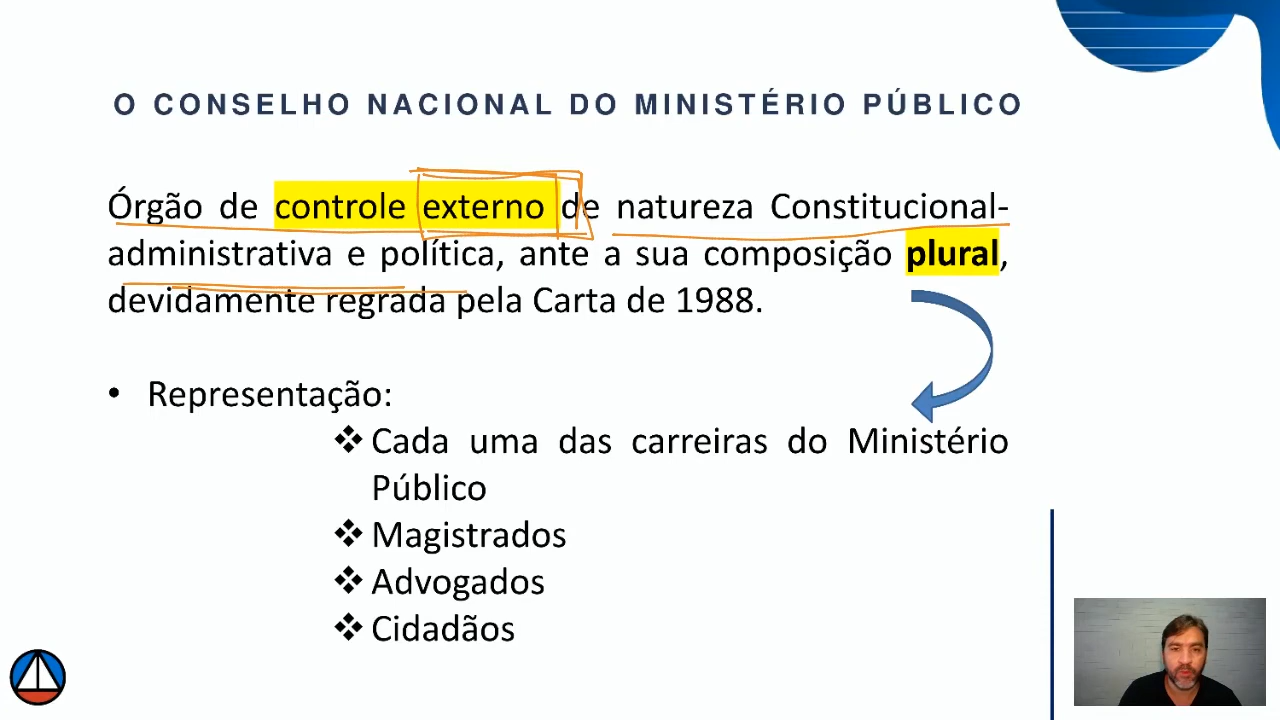 O CONSELHO NACIONAL DO MINISTÉRIO PÚBLICO
Órgão de controle externo de natureza Constitucional-
administrativa e política, ante a sua composição plural,
devidamente regrada pela Carta de 1988.
• Representação:
❖ Cada uma das carreiras do Ministério
Público
❖ Magistrados
❖ Advogados
❖ Cidadãos